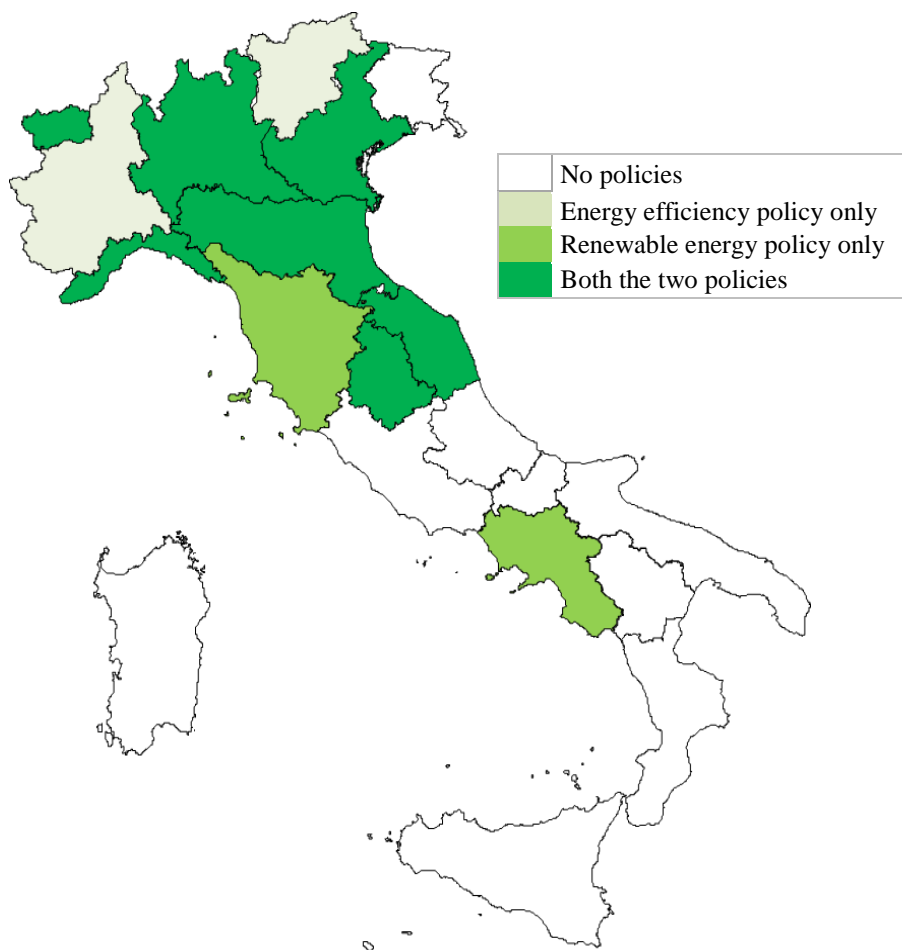 No policies
Energy efficiency policy only
Renewable energy policy only
Both the two policies